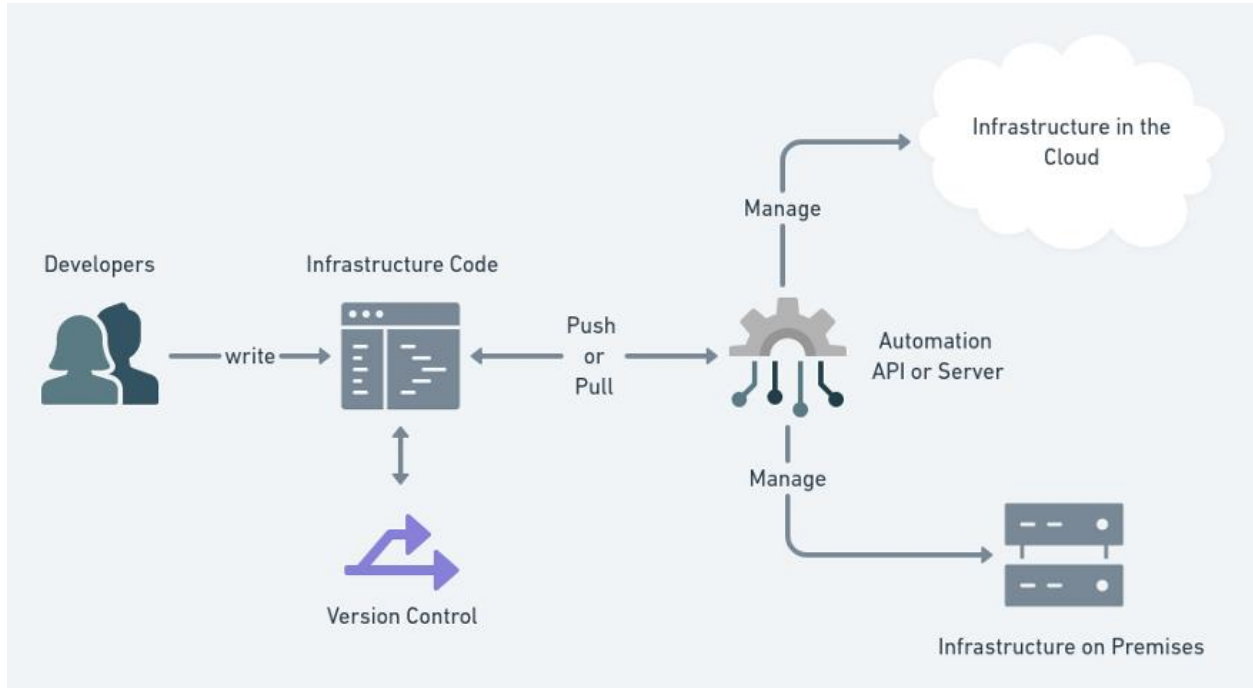 Infrastructure in the
Cloud
Manage
Developers
Infrastructure Code
write
Push
or
Pull
Automation
API or Server
Manage
Version Control
Infrastructure on Premises